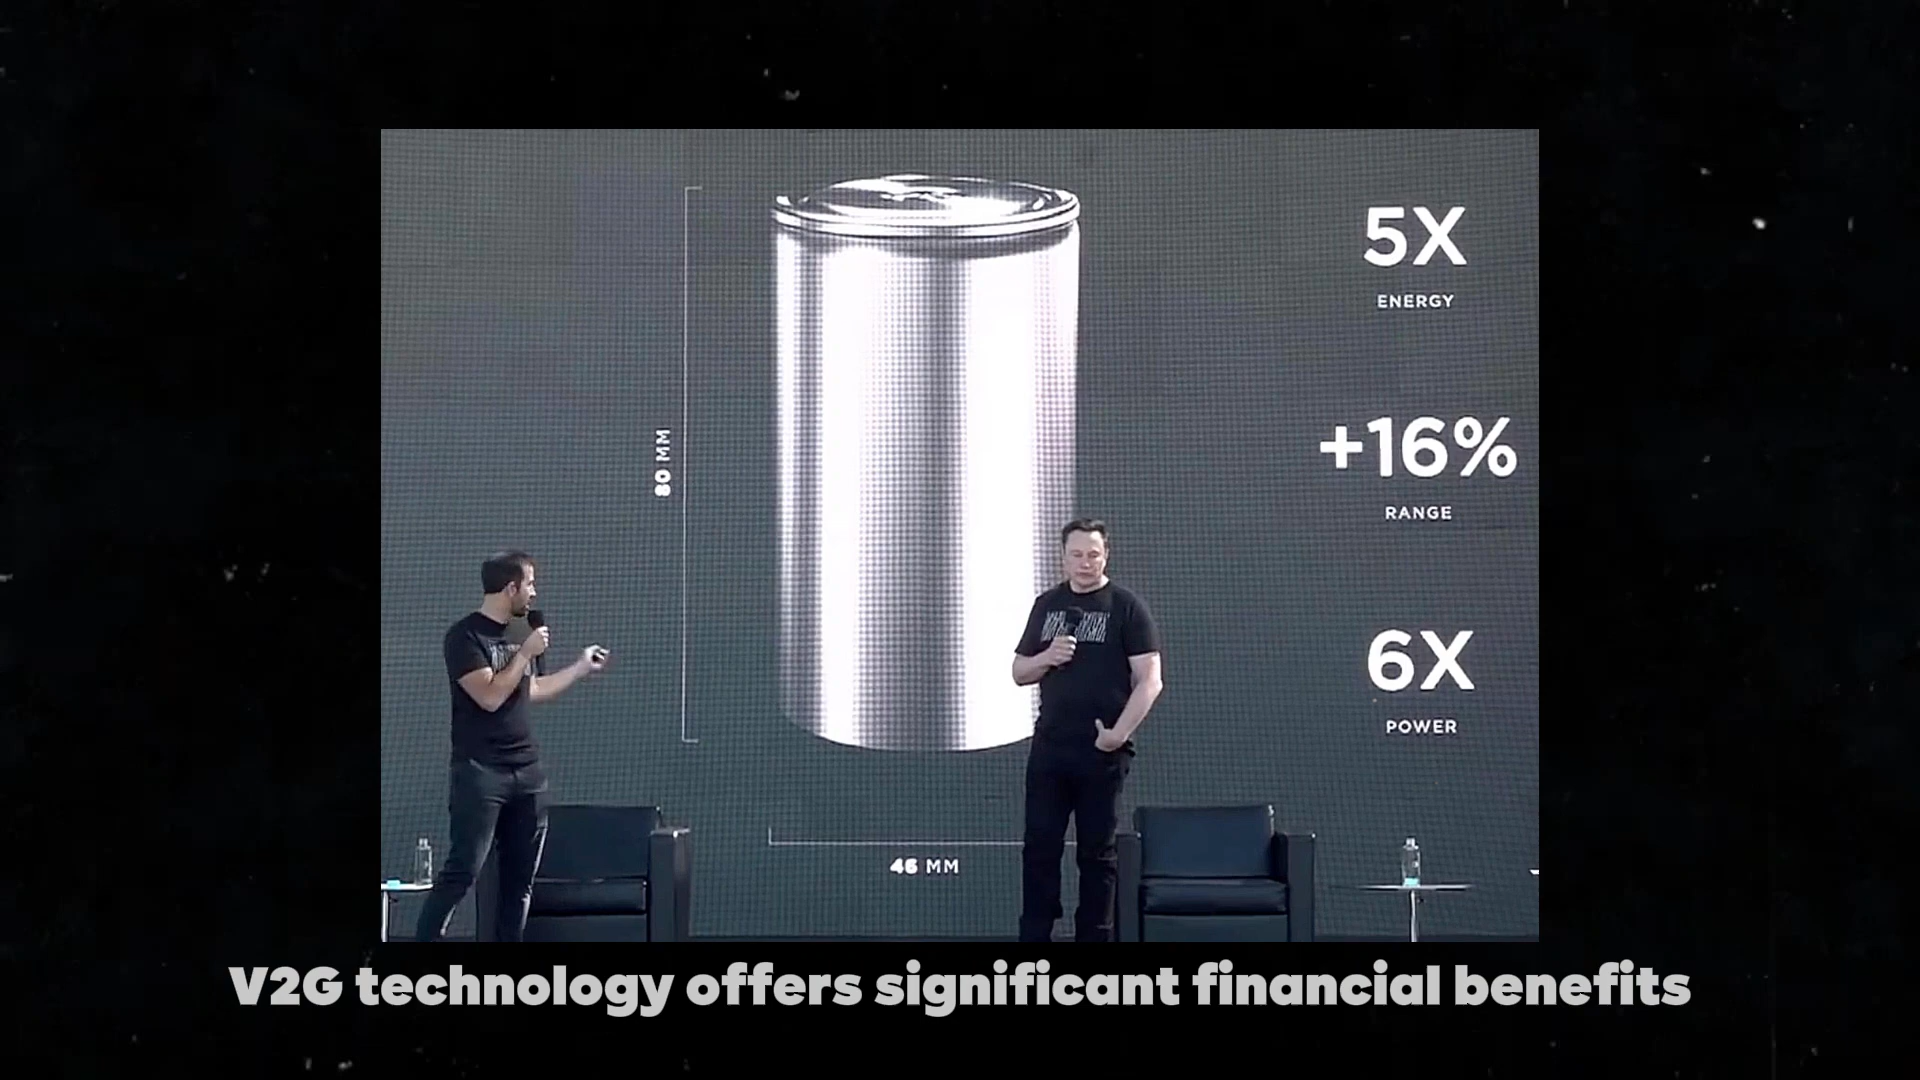 5X
ENERGY
+16%
RANGE
6X
POWER
80 MM
46 MM
V2G technology offers significant financial benefits